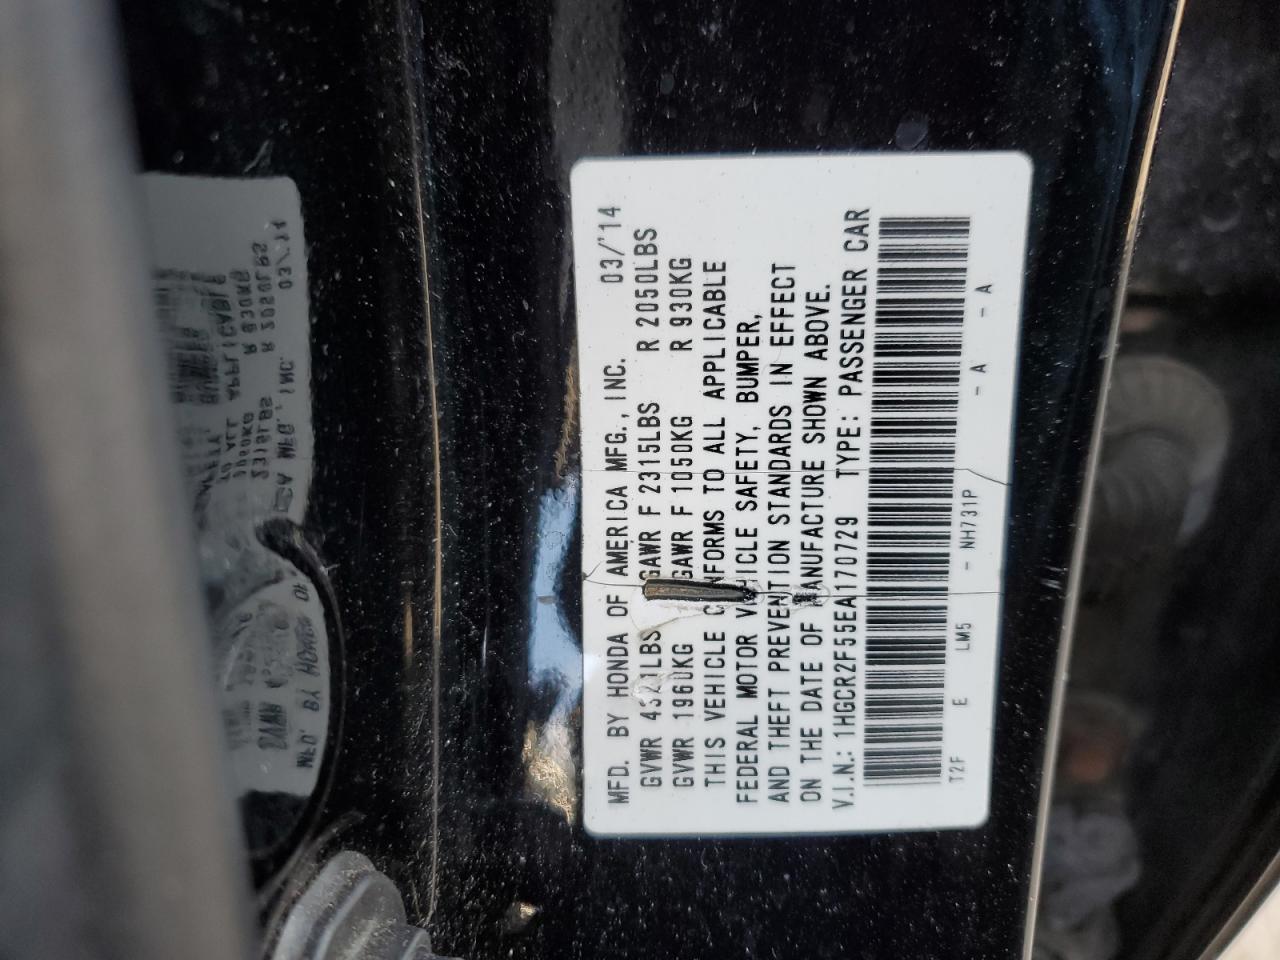 MFD. BY HONDA OF AMERICA MFG., INC. 03/'14
GVWR LBS GAWR F 2315LBS R 2050LBS
GVWR 1960KG GAWR F 1050KG R 930KG
THIS VEHICLE CONFORMS TO ALL APPLICABLE
FEDERAL MOTOR VEHICLE SAFETY, BUMPER,
AND THEFT PREVENTION STANDARDS IN EFFECT
ON THE DATE OF MANUFACTURE SHOWN ABOVE.
V.I.N.: 1HGCR2F55EA170729 TYPE: PASSENGER CAR
T2F E LM5 - NH731P - A - A